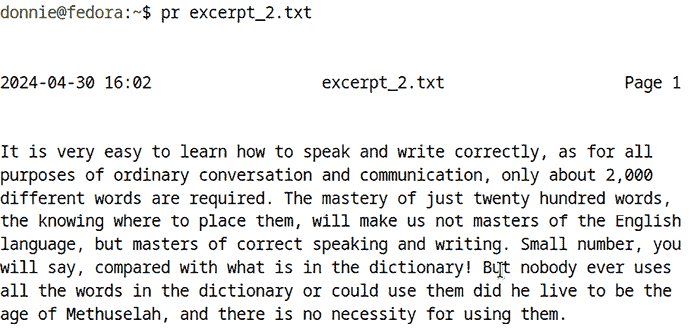 donnie@fedora:~$ pr excerpt_2.txt
2024-04-30 16:02 excerpt_2.txt Page 1
It is very easy to learn how to speak and write correctly, as for all
purposes of ordinary conversation and communication, only about 2,000
different words are required. The mastery of just twenty hundred words,
the knowing where to place them, will make us not masters of the English
language, but masters of correct speaking and writing. Small number, you
will say, compared with what is in the dictionary! But nobody ever uses
all the words in the dictionary or could use them did he live to be the
age of Methuselah, and there is no necessity for using them.